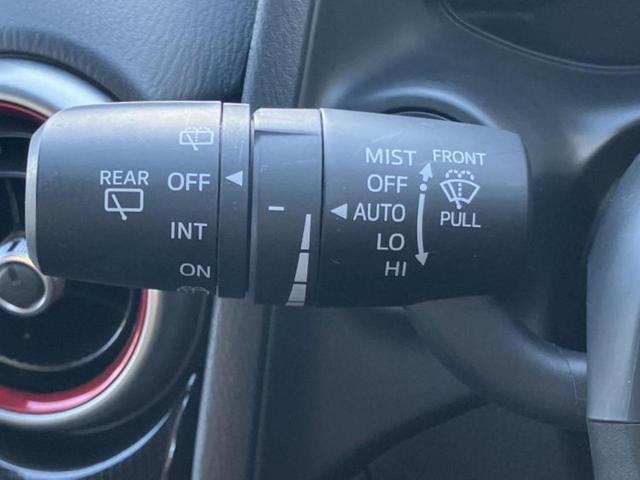 REAR
OFF
INT
ON
MIST
OFF
AUTO
LO
HI
FRONT
PULL